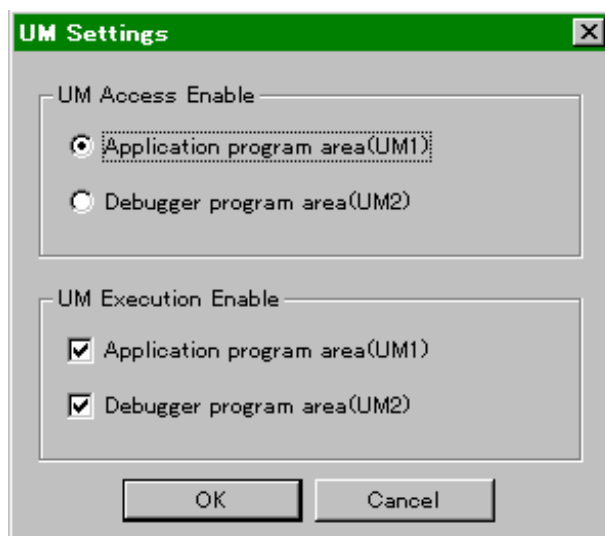 UM Settings
UM Access Enable
Application program area(UM1)
Debugger program area(UM2)
UM Execution Enable
Application program area(UM1)
Debugger program area(UM2)
OK
Cancel